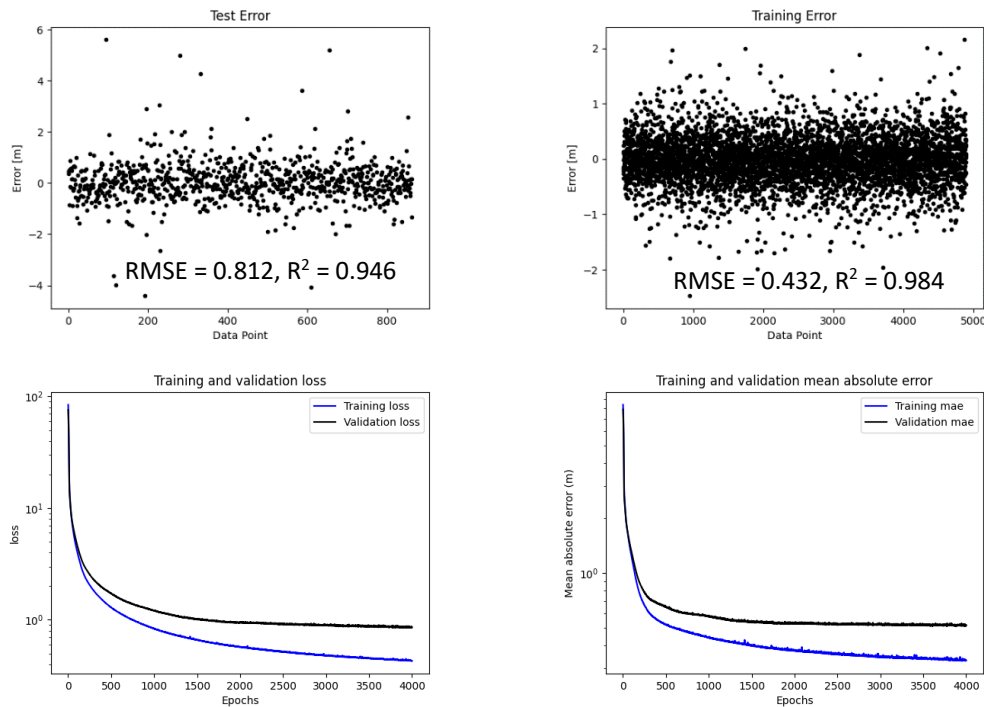 Test Error
6
4
2
0
−2
−4
Error [m]
RMSE = 0.812, R² = 0.946
0 200 400 600 800
Data Point
Training Error
2
1
0
−1
−2
Error [m]
RMSE = 0.432, R² = 0.984
0 1000 2000 3000 4000 5000
Data Point
Training and validation loss
10²
10¹
10⁰
loss
Training loss
Validation loss
0 500 1000 1500 2000 2500 3000 3500 4000
Epochs
Training and validation mean absolute error
10⁰
Mean absolute error (m)
Training mae
Validation mae
0 500 1000 1500 2000 2500 3000 3500 4000
Epochs